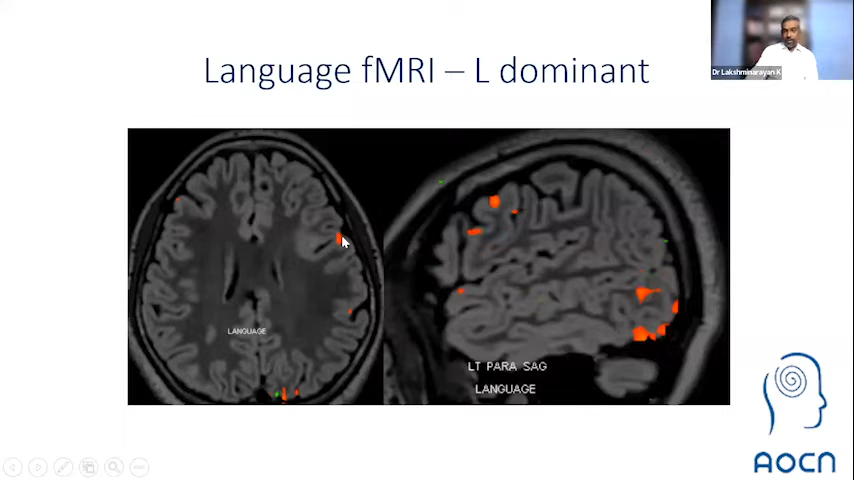 Language fMRI – L dominant
Dr Lakshminarayan K
LANGUAGE
LT PARA SAG
LANGUAGE
AOCN